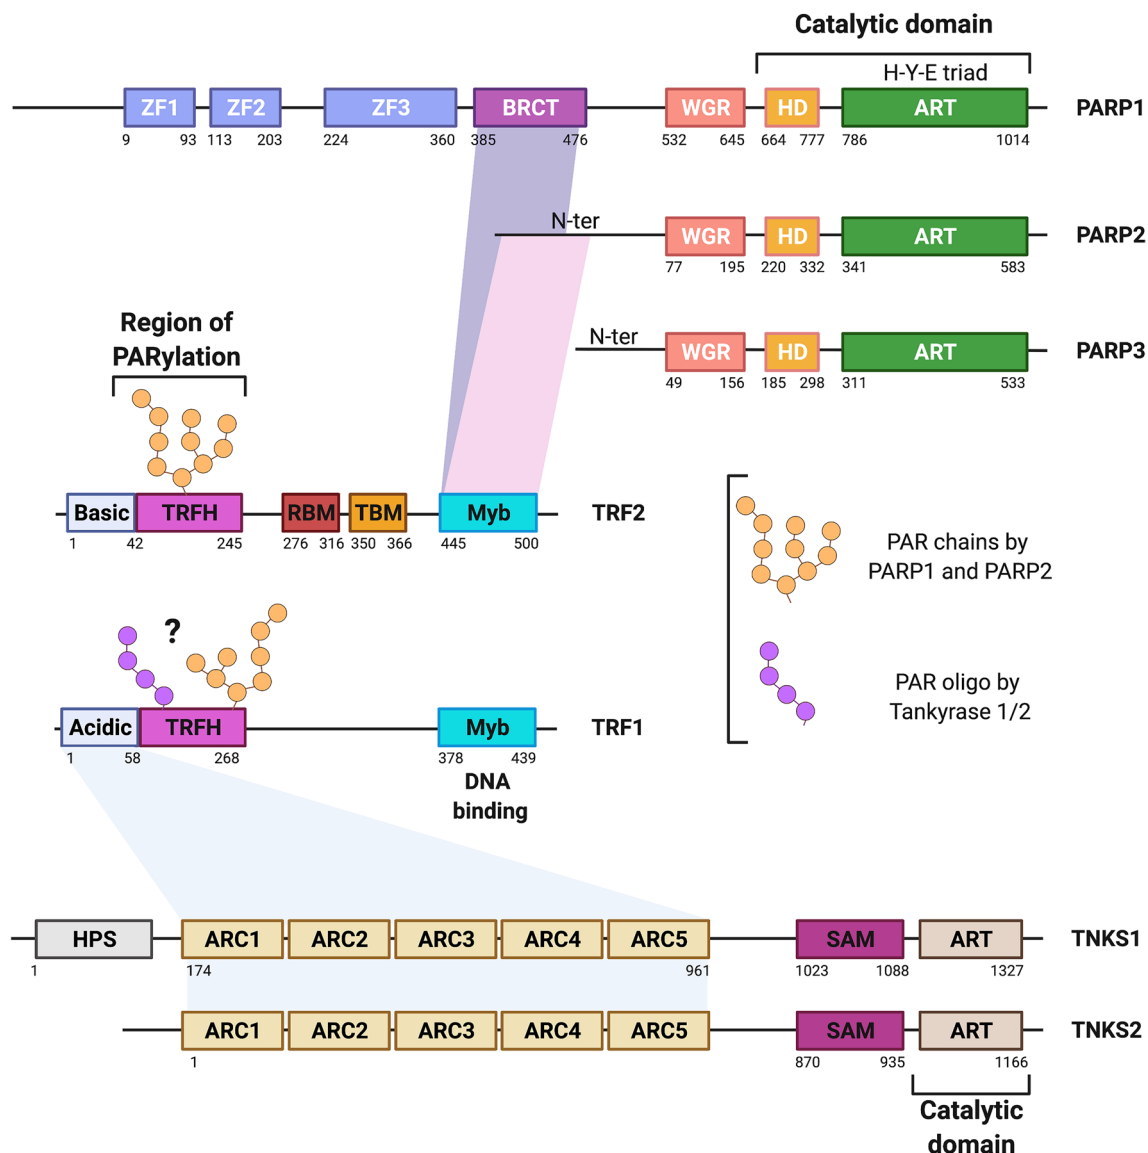 Catalytic domain
H-Y-E triad
ZF1 ZF2 ZF3 BRCT WGR HD ART PARP1
9 93 113 203 224 360 385 476 532 645 664 777 786 1014
N-ter
WGR HD ART PARP2
77 195 220 332 341 583
N-ter
WGR HD ART PARP3
49 156 185 298 311 533
Region of
PARylation
Basic TRFH RBM TBM Myb TRF2
1 42 245 276 316 350 366 445 500
PAR chains by
PARP1 and PARP2
?
PAR oligo by
Tankyrase 1/2
Acidic TRFH Myb TRF1
1 58 268 378 439
DNA
binding
HPS ARC1 ARC2 ARC3 ARC4 ARC5 SAM ART TNKS1
1 174 961 1023 1088 1327
ARC1 ARC2 ARC3 ARC4 ARC5 SAM ART TNKS2
1 870 935 1166
Catalytic
domain